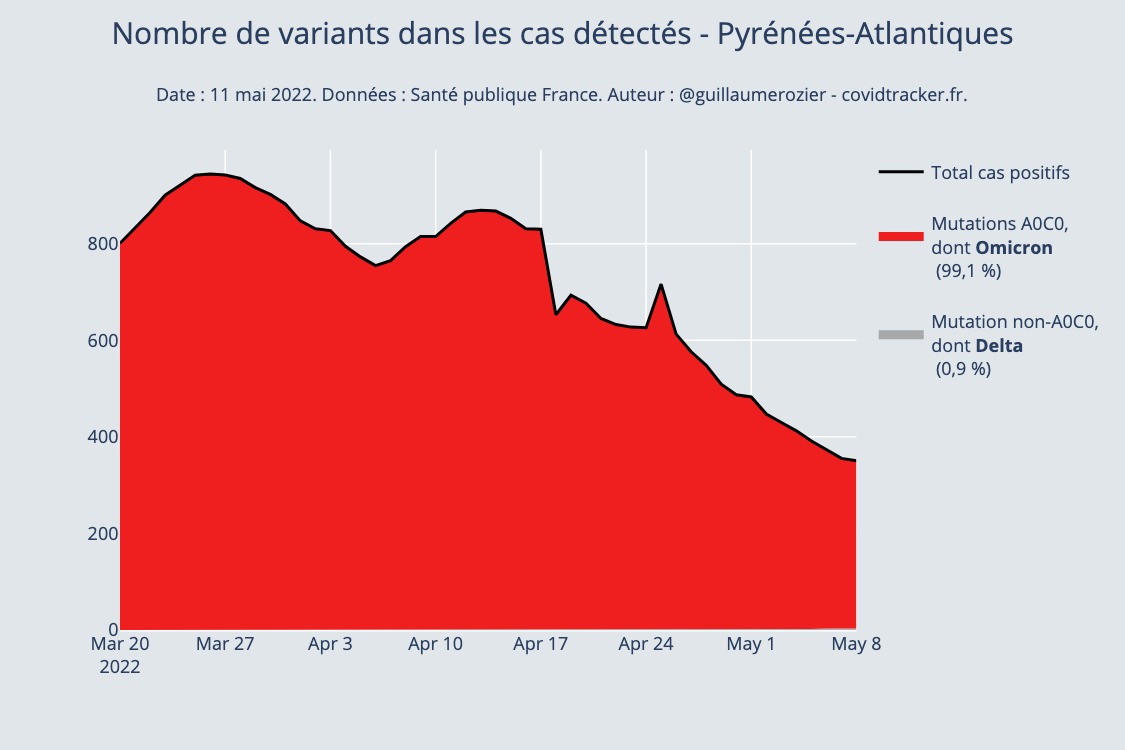 Nombre de variants dans les cas détectés - Pyrénées-Atlantiques
Date : 11 mai 2022. Données : Santé publique France. Auteur : @guillaumerozier - covidtracker.fr.
Total cas positifs
Mutations A0C0,
dont Omicron
(99,1 %)
Mutation non-A0C0,
dont Delta
(0,9 %)
800
600
400
200
0
Mar 20
2022
Mar 27
Apr 3
Apr 10
Apr 17
Apr 24
May 1
May 8